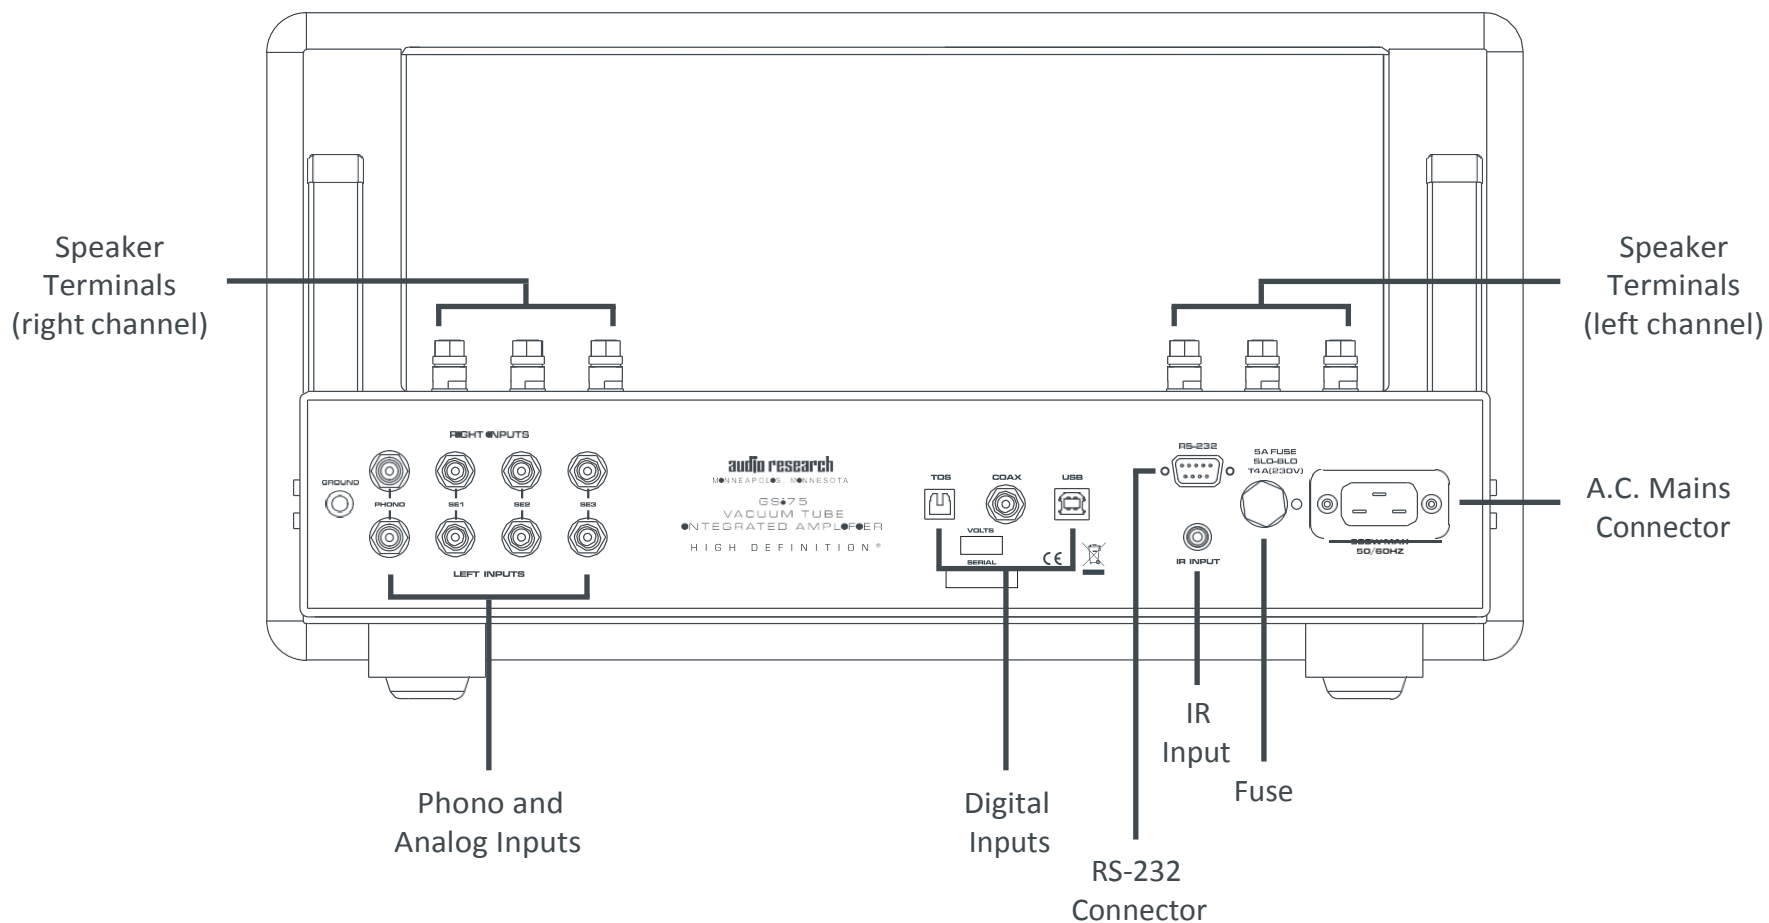 Speaker
Terminals
(right channel)
Speaker
Terminals
(left channel)
RIGHT INPUTS
GROUND
PHONO
SE1
SE2
SE3
LEFT INPUTS
audio research
MINNEAPOLIS, MINNESOTA
GSi75
VACUUM TUBE
INTEGRATED AMPLIFIER
HIGH DEFINITION®
TOS
COAX
USB
VOLTS
SERIAL
CE
RS-232
5A FUSE
SLO-BLO
T4A(230V)
IR INPUT
50/60HZ
A.C. Mains
Connector
Phono and
Analog Inputs
Digital
Inputs
RS-232
Connector
IR
Input
Fuse